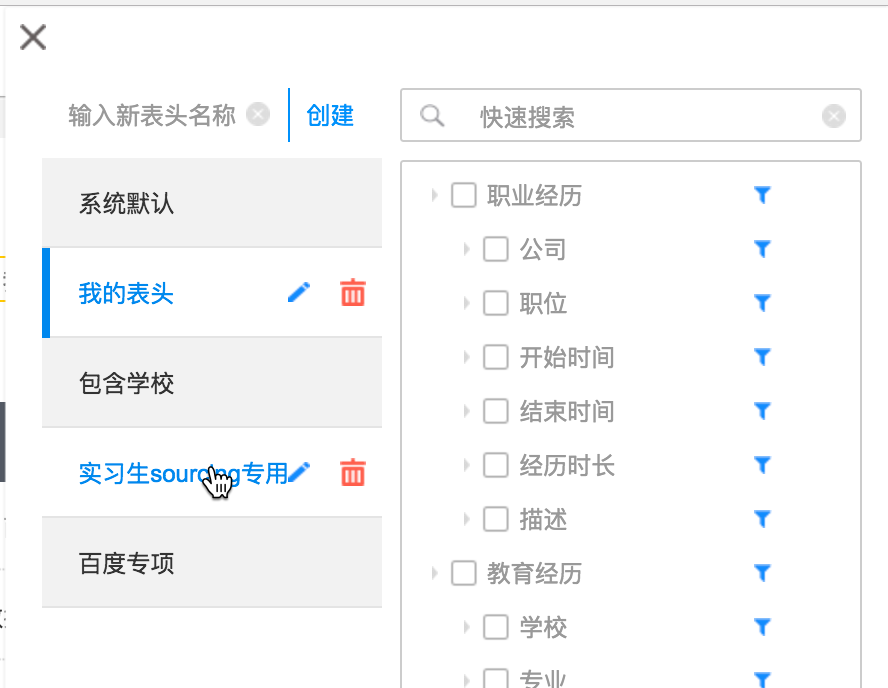 输入新表头名称 创建
系统默认
我的表头
包含学校
实习生sourcing专用
百度专项
快速搜索
职业经历
公司
职位
开始时间
结束时间
经历时长
描述
教育经历
学校
专业